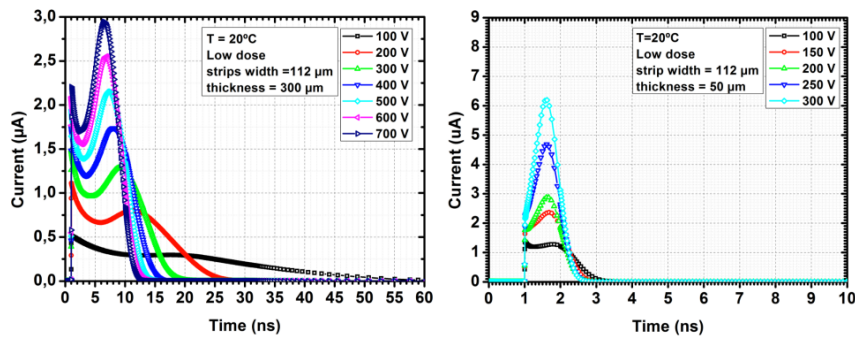 3,0
2,5
2,0
1,5
1,0
0,5
0,0
Current (µA)
0 5 10 15 20 25 30 35 40 45 50 55 60
Time (ns)
T = 20ºC
Low dose
strips width =112 µm
thickness = 300 µm
100 V
200 V
300 V
400 V
500 V
600 V
700 V
9
8
7
6
5
4
3
2
1
0
Current (uA)
0 1 2 3 4 5 6 7 8 9 10
Time (ns)
T=20ºC
Low dose
strip width = 112 µm
thickness = 50 µm
100 V
150 V
200 V
250 V
300 V